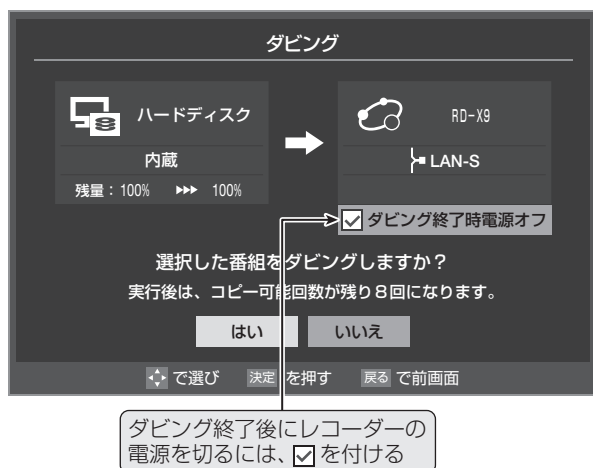 ダビング
ハードディスク
内蔵
残量：100% ▶▶▶ 100%
RD-X9
LAN-S
ダビング終了時電源オフ
選択した番組をダビングしますか？
実行後は、コピー可能回数が残り８回になります。
はい いいえ
で選び 決定 を押す 戻る で前画面
ダビング終了後にレコーダーの
電源を切るには、☑を付ける